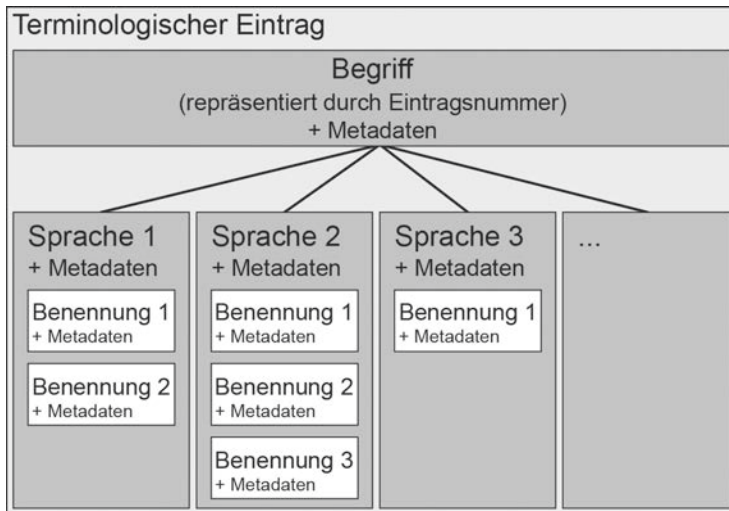 Terminologischer Eintrag
Begriff
(repräsentiert durch Eintragsnummer)
+ Metadaten
Sprache 1
+ Metadaten
Benennung 1
+ Metadaten
Benennung 2
+ Metadaten
Sprache 2
+ Metadaten
Benennung 1
+ Metadaten
Benennung 2
+ Metadaten
Benennung 3
+ Metadaten
Sprache 3
+ Metadaten
Benennung 1
+ Metadaten
...